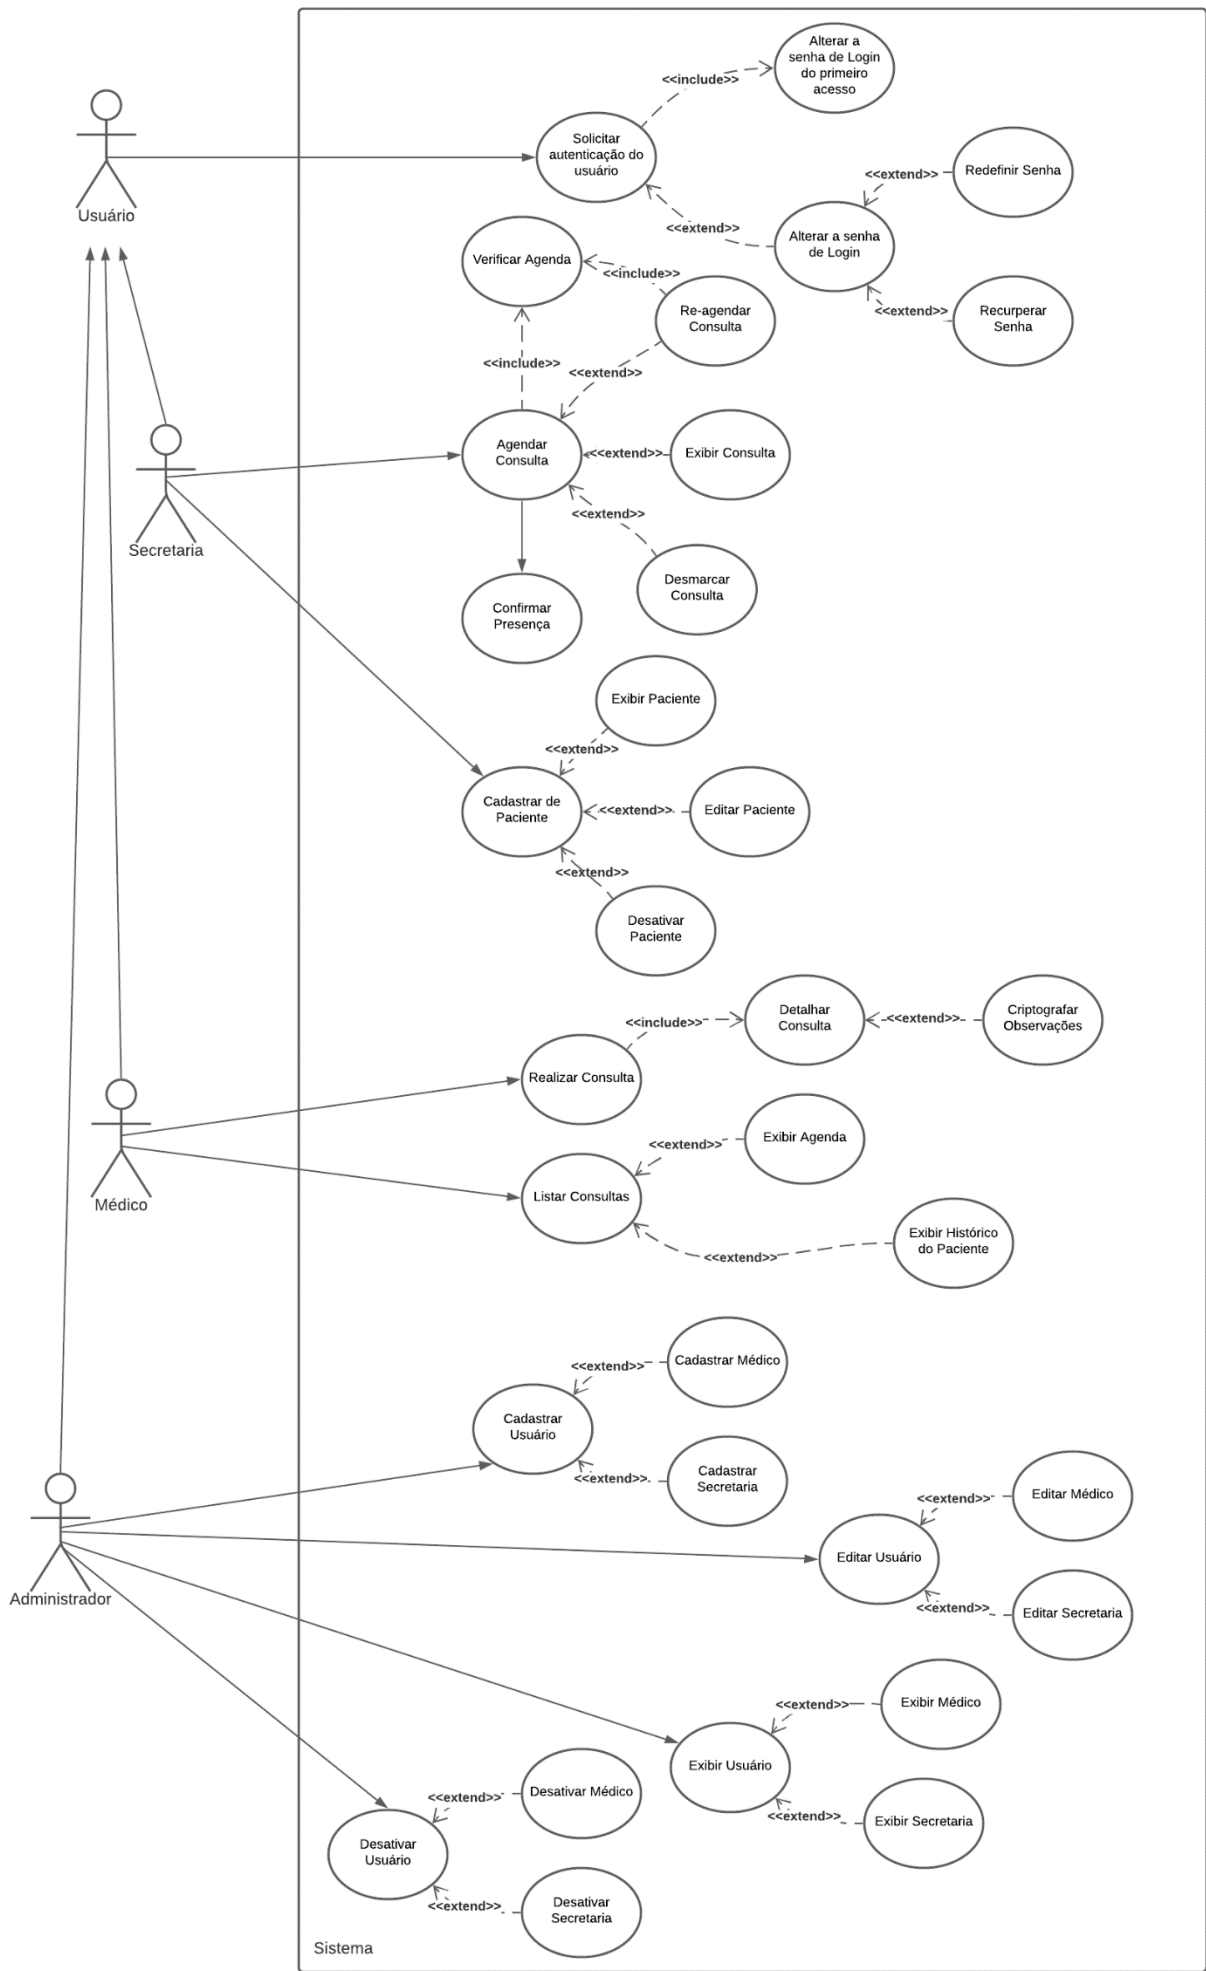 Alterar a
senha de Login
do primeiro
acesso
<<include>>
Solicitar
autenticação do
usuário
Usuário
<<extend>>
Redefinir Senha
<<extend>>
Alterar a senha
de Login
Verificar Agenda
<<include>>
Re-agendar
Consulta
<<extend>>
Recurperar
Senha
<<include>>
<<extend>>
Secretaria
Agendar
Consulta
<<extend>>
Exibir Consulta
<<extend>>
Desmarcar
Consulta
Confirmar
Presença
Exibir Paciente
<<extend>>
Cadastrar de
Paciente
<<extend>>
Editar Paciente
<<extend>>
Desativar
Paciente
Detalhar
Consulta
<<include>>
<<extend>>
Criptografar
Observações
Realizar Consulta
Médico
Exibir Agenda
<<extend>>
Listar Consultas
Exibir Histórico
do Paciente
<<extend>>
Cadastrar Médico
<<extend>>
Cadastrar
Usuário
<<extend>>
Cadastrar
Secretaria
Administrador
Editar Médico
<<extend>>
Editar Usuário
<<extend>>
Editar Secretaria
Exibir Médico
<<extend>>
Exibir Usuário
<<extend>>
Exibir Secretaria
Desativar Médico
<<extend>>
Desativar
Usuário
<<extend>>
Desativar
Secretaria
Sistema